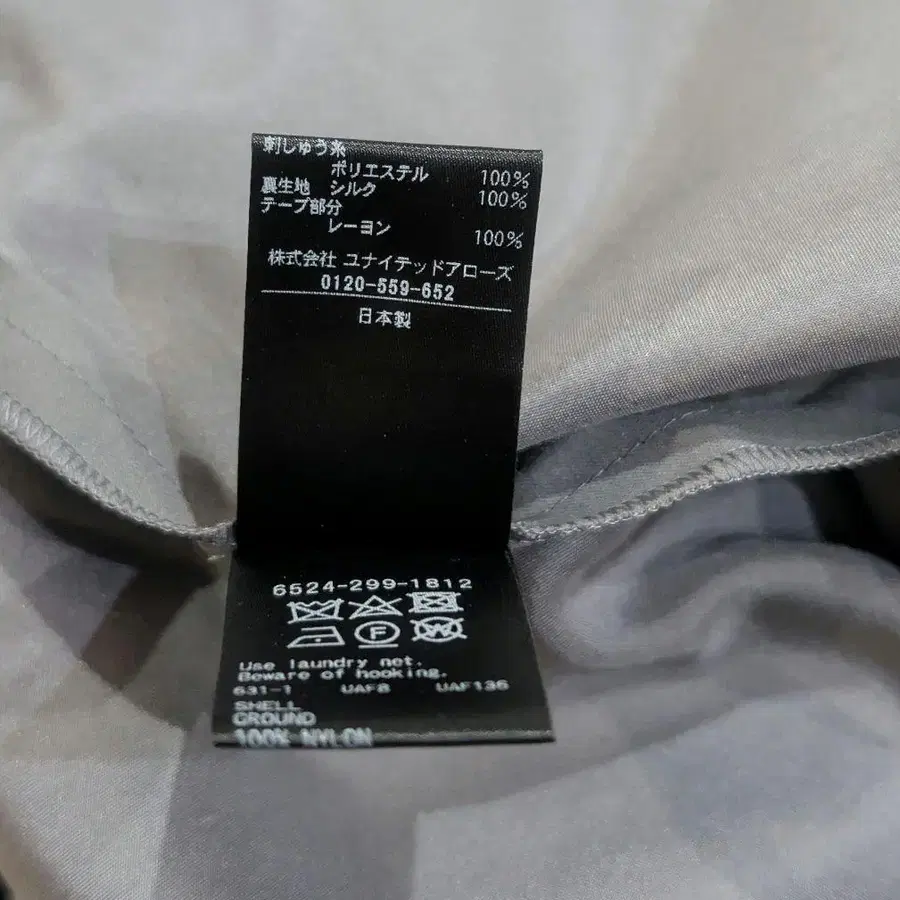 刺しゅう糸
ポリエステル 100%
裏生地 シルク 100%
テープ部分
レーヨン 100%
株式会社 ユナイテッドアローズ
0120-559-652
日本製
6524-299-1812
F
W
Use laundry net.
Beware of hooking.
631-1 UAF8 UAF136
SHELL
GROUND
100% NYLON